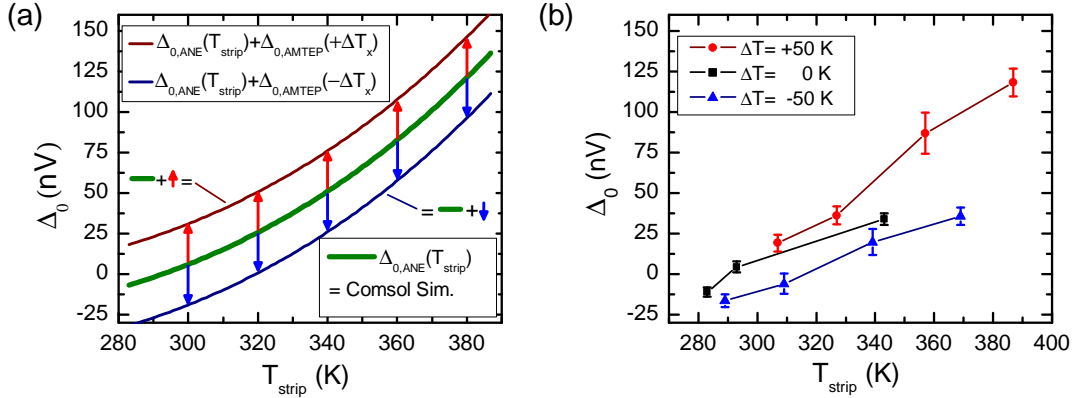 (a)
Δ0,ANE(Tstrip)+Δ0,AMTEP(+ΔTx)
Δ0,ANE(Tstrip)+Δ0,AMTEP(−ΔTx)
150
125
100
75
50
25
0
-25
Δ0 (nV)
+ =
= +
Δ0,ANE(Tstrip)
= Comsol Sim.
280 300 320 340 360 380
Tstrip (K)
(b)
ΔT= +50 K
ΔT= 0 K
ΔT= -50 K
150
125
100
75
50
25
0
-25
Δ0 (nV)
280 300 320 340 360 380 400
Tstrip (K)